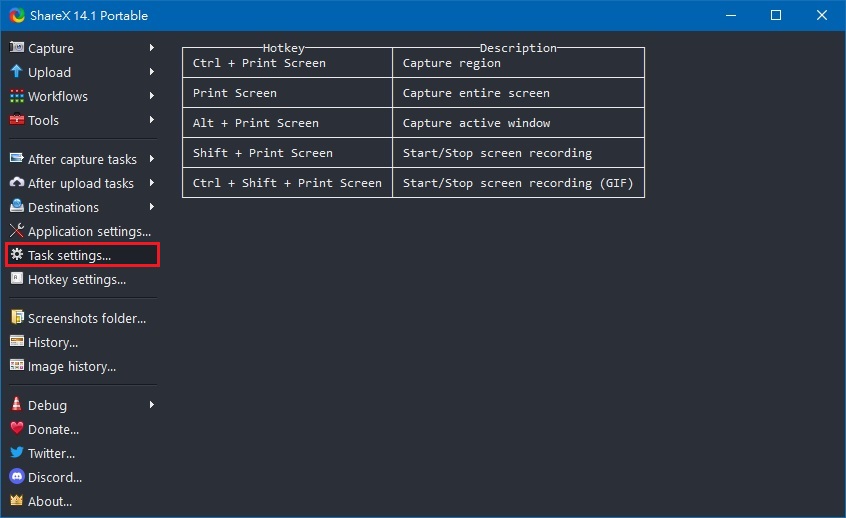 ShareX 14.1 Portable
Capture
Upload
Workflows
Tools
After capture tasks
After upload tasks
Destinations
Application settings...
Task settings...
Hotkey settings...
Screenshots folder...
History...
Image history...
Debug
Donate...
Twitter...
Discord...
About...
Hotkey Description
Ctrl + Print Screen Capture region
Print Screen Capture entire screen
Alt + Print Screen Capture active window
Shift + Print Screen Start/Stop screen recording
Ctrl + Shift + Print Screen Start/Stop screen recording (GIF)